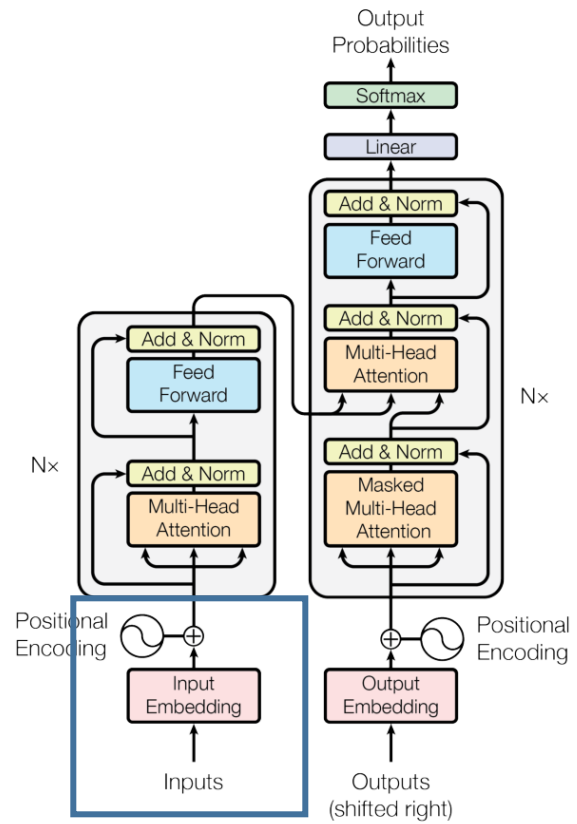 Output
Probabilities
Softmax
Linear
Add & Norm
Feed
Forward
Add & Norm
Multi-Head
Attention
Add & Norm
Masked
Multi-Head
Attention
N×
Add & Norm
Feed
Forward
Add & Norm
Multi-Head
Attention
N×
Positional
Encoding
Input
Embedding
Inputs
Positional
Encoding
Output
Embedding
Outputs
(shifted right)